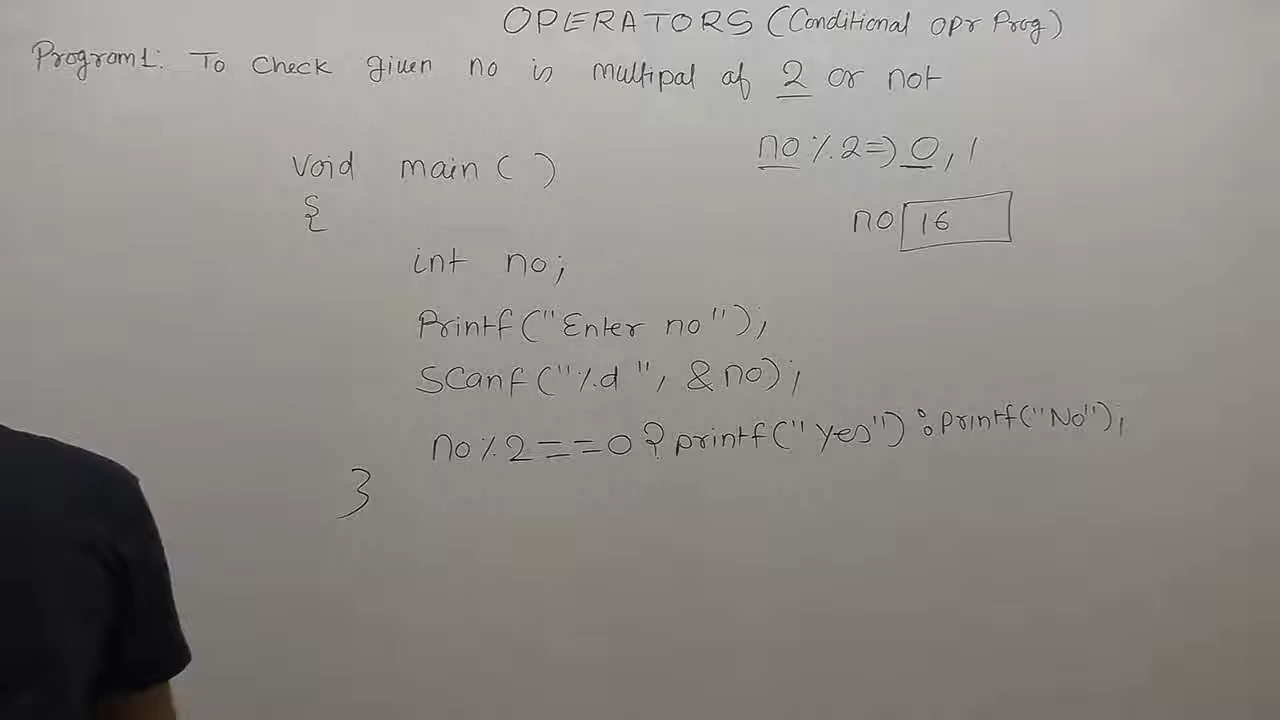 OPERATORS (Conditional opr Prog)
Program1: To Check given no is multipal of 2 or not
no % 2 => 0, 1
void main ( )
{
no 16
int no;
Printf ("Enter no");
SCanf ("%d", &no);
no % 2 == 0 ? printf ("yes") : printf ("No");
}